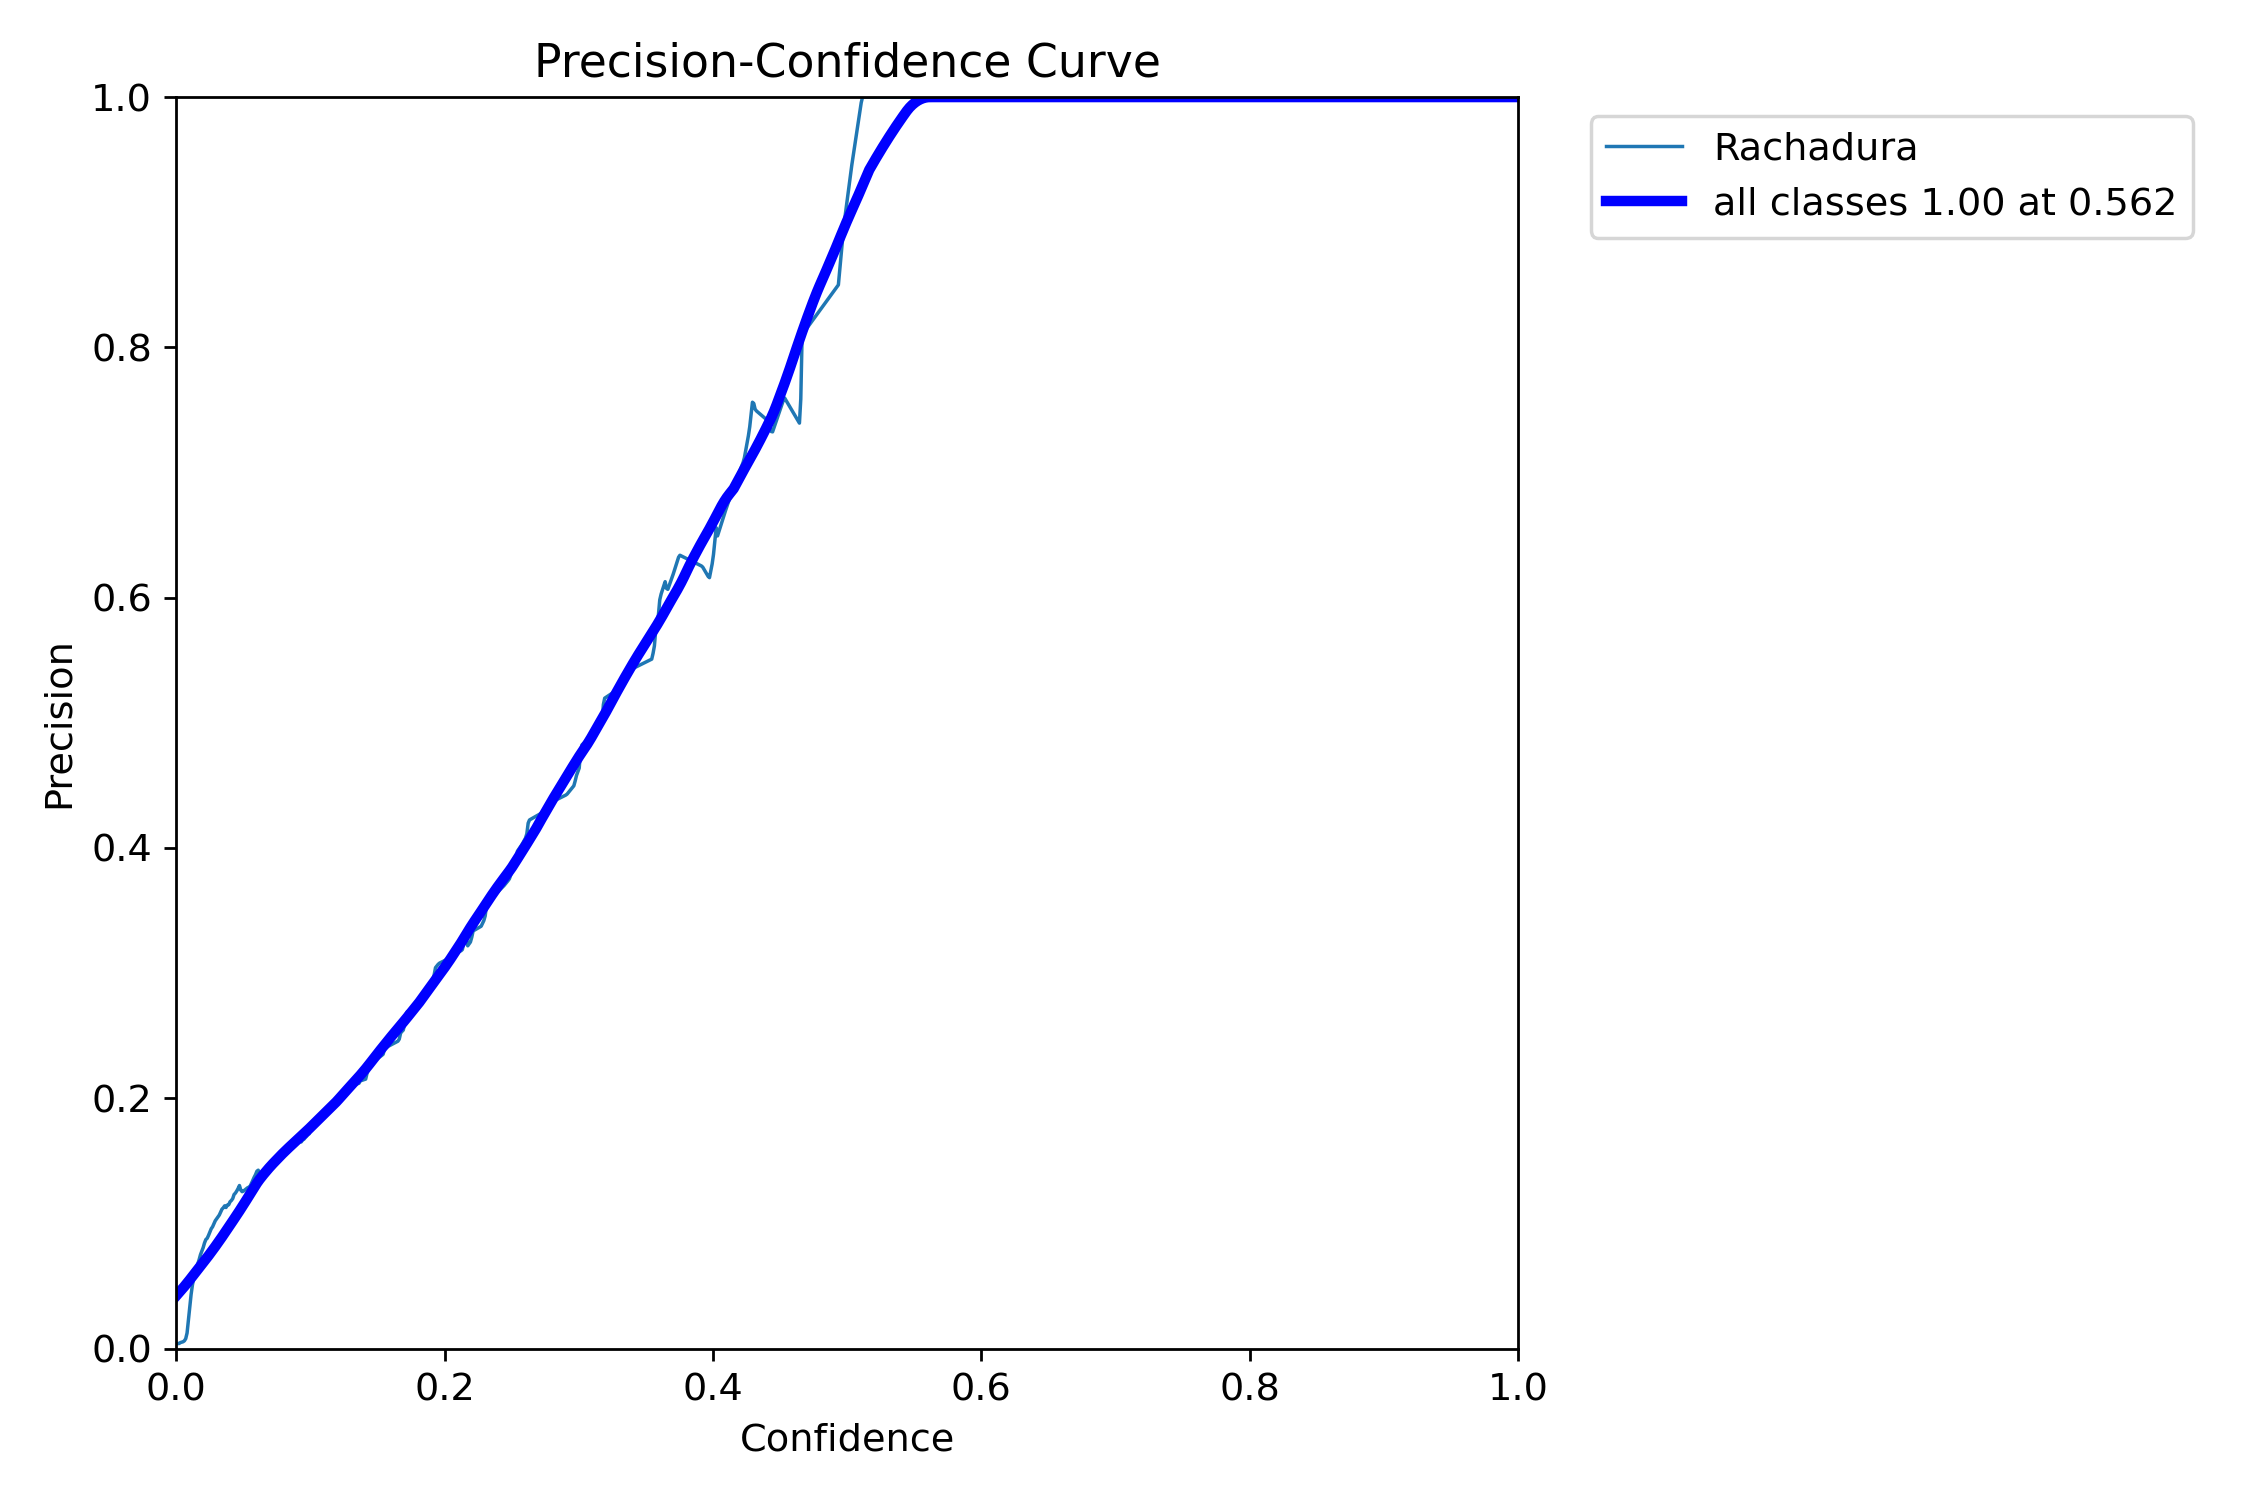 Precision-Confidence Curve
1.0
0.8
0.6
0.4
0.2
0.0
Precision
0.0 0.2 0.4 0.6 0.8 1.0
Confidence
Rachadura
all classes 1.00 at 0.562